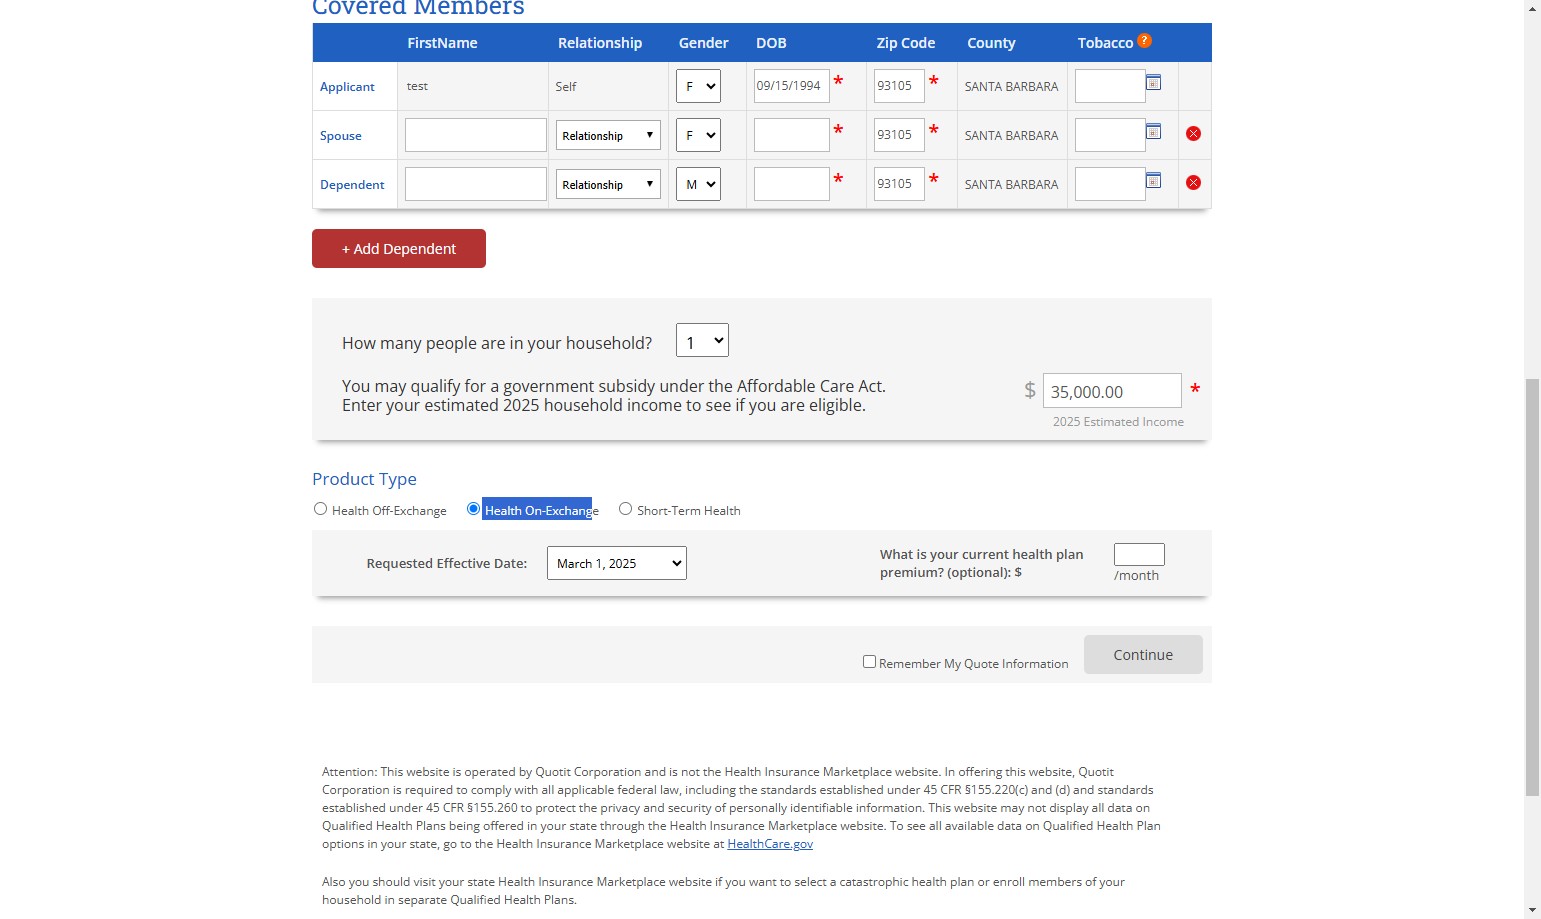 Covered Members
FirstName Relationship Gender DOB Zip Code County Tobacco ?
Applicant test Self F 09/15/1994 * 93105 * SANTA BARBARA
Spouse Relationship F * 93105 * SANTA BARBARA
Dependent Relationship M * 93105 * SANTA BARBARA
+ Add Dependent
How many people are in your household? 1
You may qualify for a government subsidy under the Affordable Care Act.
Enter your estimated 2025 household income to see if you are eligible.
$ 35,000.00 *
2025 Estimated Income
Product Type
Health Off-Exchange Health On-Exchange Short-Term Health
Requested Effective Date: March 1, 2025
What is your current health plan
premium? (optional): $
/month
Remember My Quote Information Continue
Attention: This website is operated by Quotit Corporation and is not the Health Insurance Marketplace website. In offering this website, Quotit
Corporation is required to comply with all applicable federal law, including the standards established under 45 CFR §155.220(c) and (d) and standards
established under 45 CFR §155.260 to protect the privacy and security of personally identifiable information. This website may not display all data on
Qualified Health Plans being offered in your state through the Health Insurance Marketplace website. To see all available data on Qualified Health Plan
options in your state, go to the Health Insurance Marketplace website at HealthCare.gov
Also you should visit your state Health Insurance Marketplace website if you want to select a catastrophic health plan or enroll members of your
household in separate Qualified Health Plans.